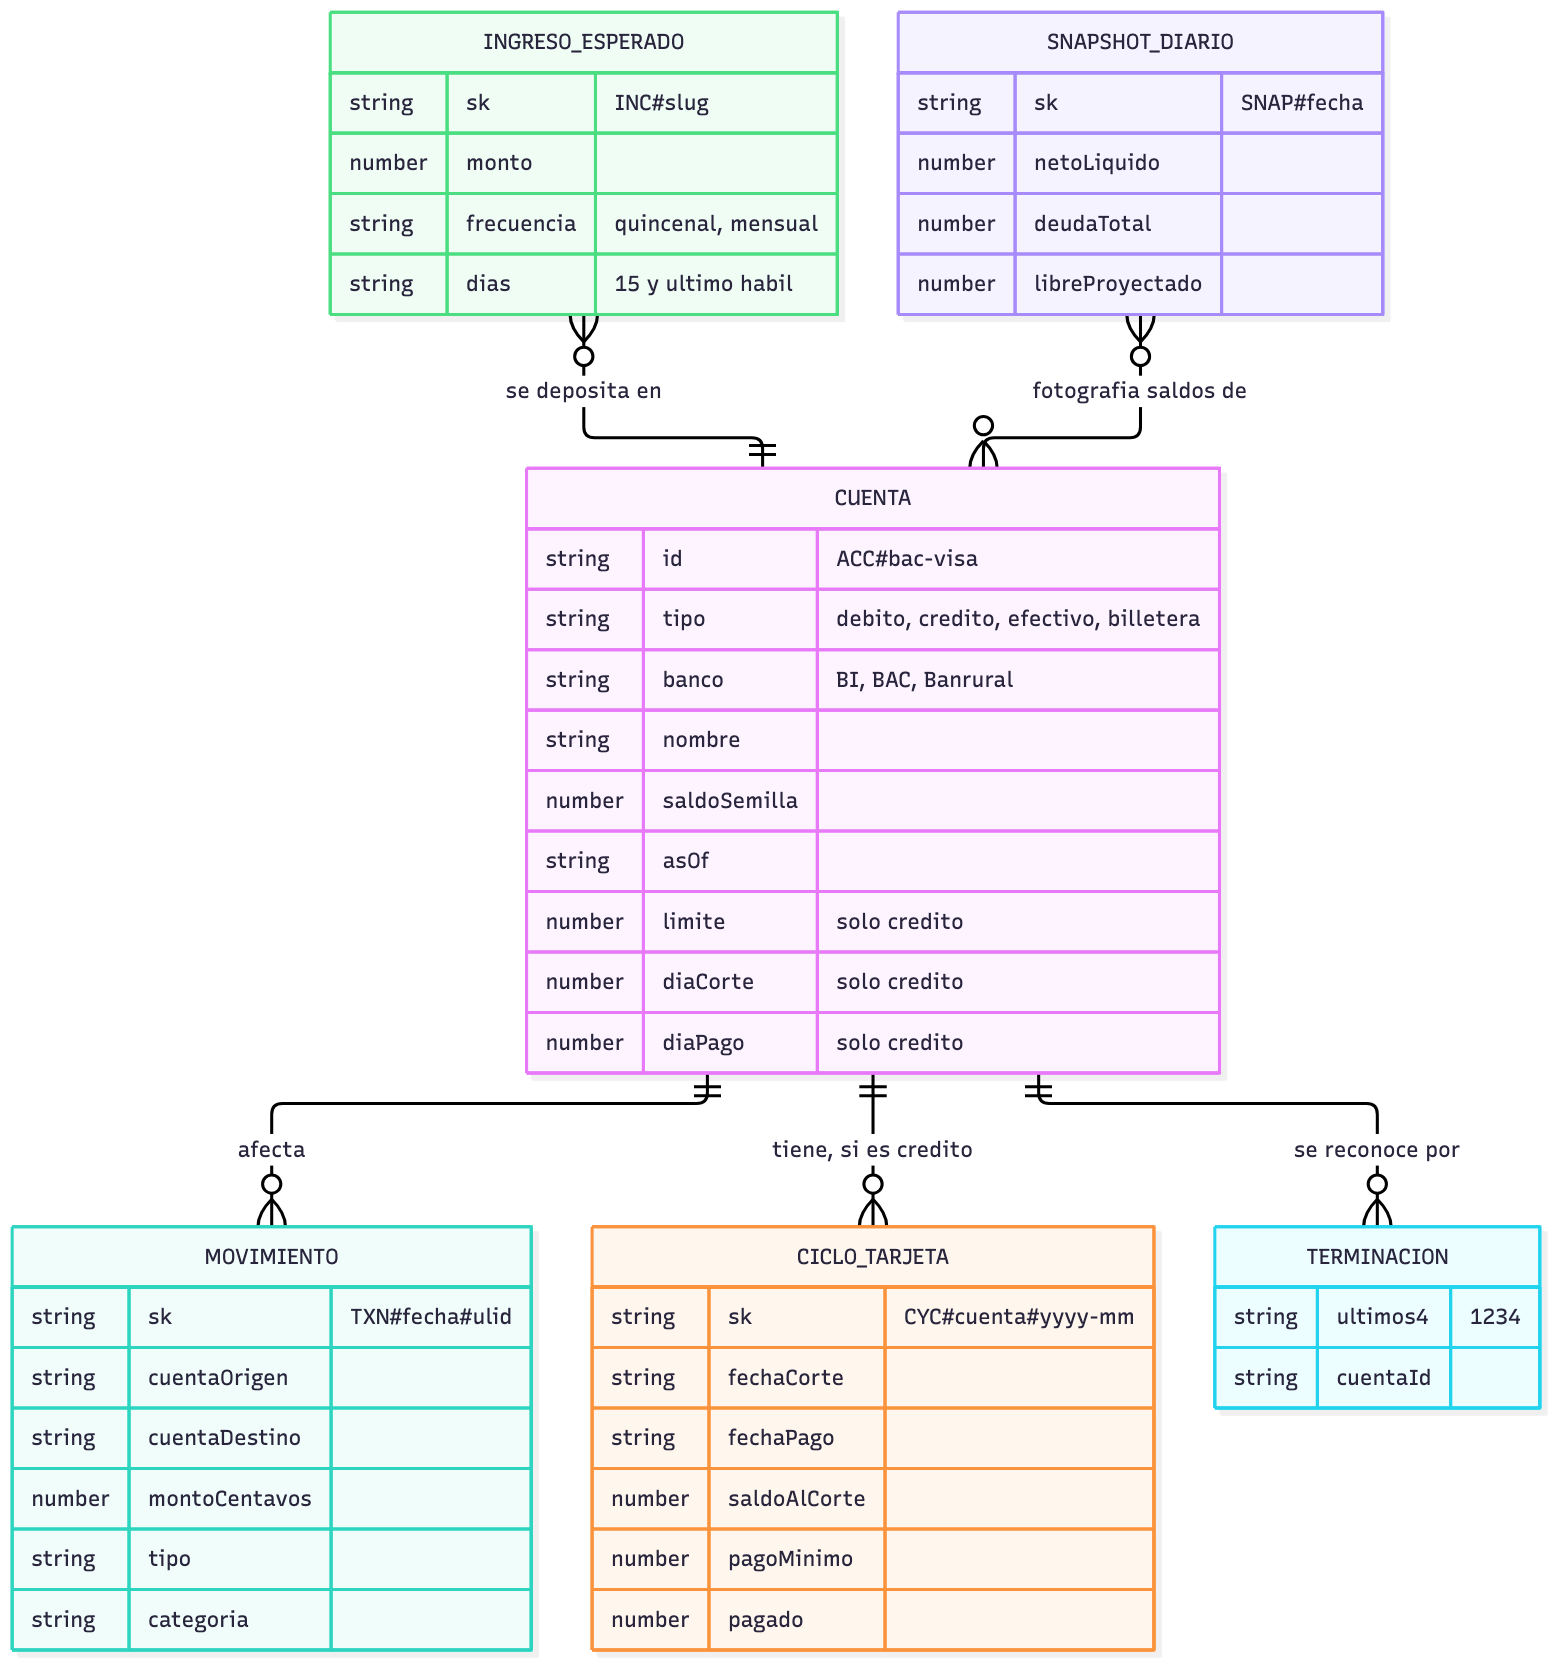 INGRESO_ESPERADO
string sk INC#slug
number monto
string frecuencia quincenal, mensual
string dias 15 y ultimo habil
SNAPSHOT_DIARIO
string sk SNAP#fecha
number netoLiquido
number deudaTotal
number libreProyectado
se deposita en
fotografia saldos de
CUENTA
string id ACC#bac-visa
string tipo debito, credito, efectivo, billetera
string banco BI, BAC, Banrural
string nombre
number saldoSemilla
string asOf
number limite solo credito
number diaCorte solo credito
number diaPago solo credito
afecta
tiene, si es credito
se reconoce por
MOVIMIENTO
string sk TXN#fecha#ulid
string cuentaOrigen
string cuentaDestino
number montoCentavos
string tipo
string categoria
CICLO_TARJETA
string sk CYC#cuenta#yyyy-mm
string fechaCorte
string fechaPago
number saldoAlCorte
number pagoMinimo
number pagado
TERMINACION
string ultimos4 1234
string cuentaId